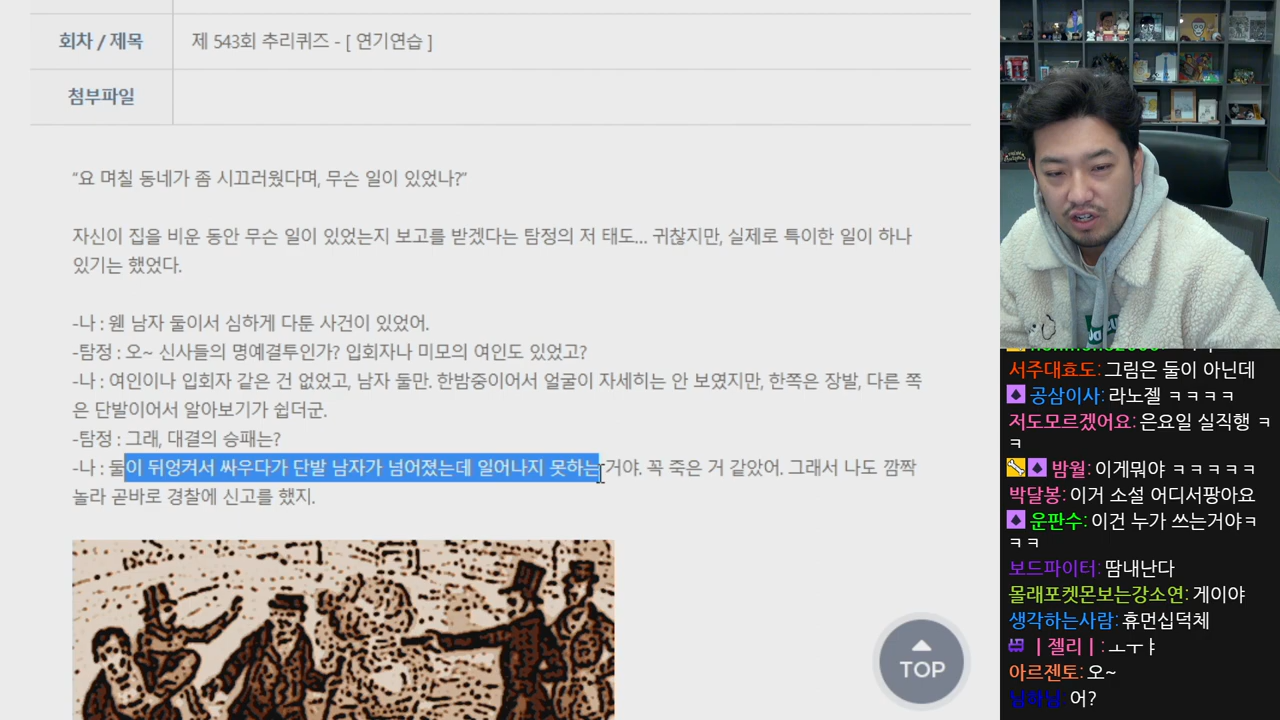 회차 / 제목
제 543회 추리퀴즈 - [ 연기연습 ]
첨부파일
"요 며칠 동네가 좀 시끄러웠다며, 무슨 일이 있었나?"
자신이 집을 비운 동안 무슨 일이 있었는지 보고를 받겠다는 탐정의 저 태도... 귀찮지만, 실제로 특이한 일이 하나
있기는 했었다.
-나 : 웬 남자 둘이서 심하게 다툰 사건이 있었어.
-탐정 : 오~ 신사들의 명예결투인가? 입회자나 미모의 여인도 있었고?
-나 : 여인이나 입회자 같은 건 없었고, 남자 둘만. 한밤중이어서 얼굴이 자세히는 안 보였지만, 한쪽은 장발, 다른 쪽
은 단발이어서 알아보기가 쉽더군.
-탐정 : 그래, 대결의 승패는?
-나 : 둘이 뒤엉켜서 싸우다가 단발 남자가 넘어졌는데 일어나지 못하는 거야. 꼭 죽은 거 같았어. 그래서 나도 깜짝
놀라 곧바로 경찰에 신고를 했지.
TOP
서주대효도: 그림은 둘이 아닌데
공삼이사: 라노젤 ㅋㅋㅋㅋ
저도모르겠어요: 은요일 실직행 ㅋ
ㅋ
밤월: 이게뭐야 ㅋㅋㅋㅋㅋ
박달봉: 이거 소설 어디서팡아요
운판수: 이건 누가 쓰는거야ㅋ
ㅋㅋ
보드파이터: 땀내난다
몰래포켓몬보는강소연: 게이야
생각하는사람: 휴먼십덕체
ㅣ젤리ㅣ: ㅗㅜㅑ
아르젠토: 오~
님하님: 어?